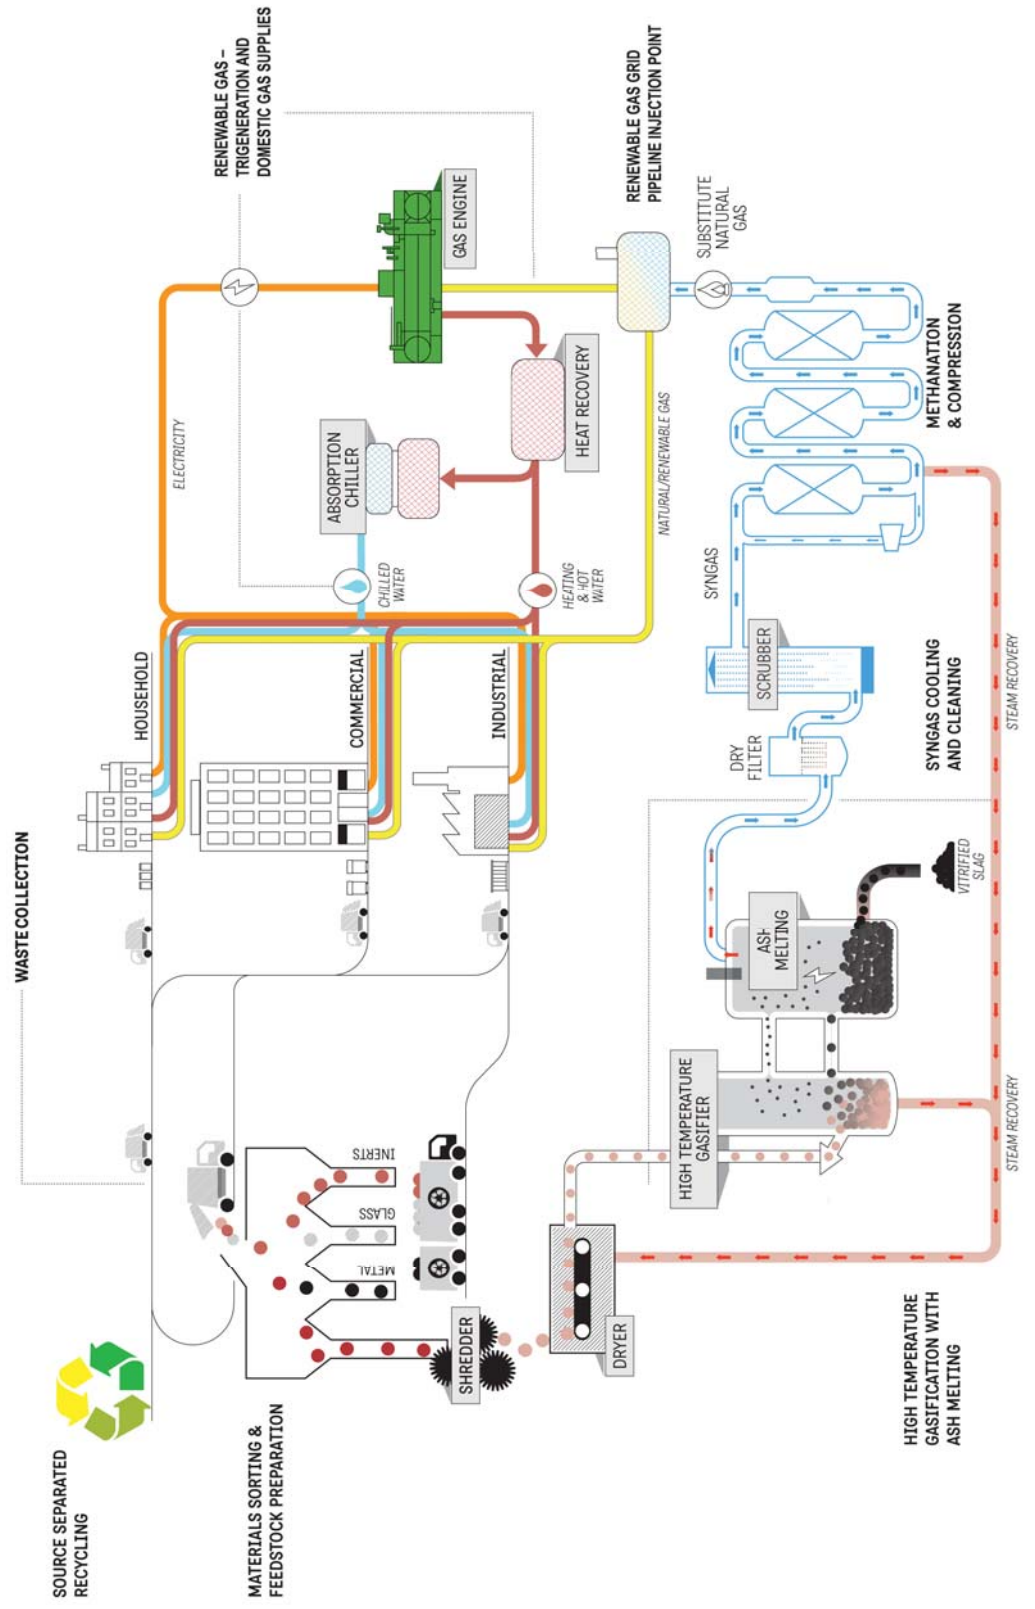 SOURCE SEPARATED
RECYCLING
WASTE COLLECTION
HOUSEHOLD
ELECTRICITY
RENEWABLE GAS –
TRIGENERATION AND
DOMESTIC GAS SUPPLIES
MATERIALS SORTING &
FEEDSTOCK PREPARATION
METAL
GLASS
INERTS
COMMERCIAL
CHILLED
WATER
ABSORPTION
CHILLER
GAS ENGINE
SHREDDER
INDUSTRIAL
HEATING
& HOT
WATER
HEAT RECOVERY
DRYER
NATURAL/RENEWABLE GAS
RENEWABLE GAS GRID
PIPELINE INJECTION POINT
HIGH TEMPERATURE
GASIFIER
ASH
MELTING
DRY
FILTER
SCRUBBER
SYNGAS
SUBSTITUTE
NATURAL
GAS
VITRIFIED
SLAG
HIGH TEMPERATURE
GASIFICATION WITH
ASH MELTING
SYNGAS COOLING
AND CLEANING
METHANATION
& COMPRESSION
STEAM RECOVERY
STEAM RECOVERY